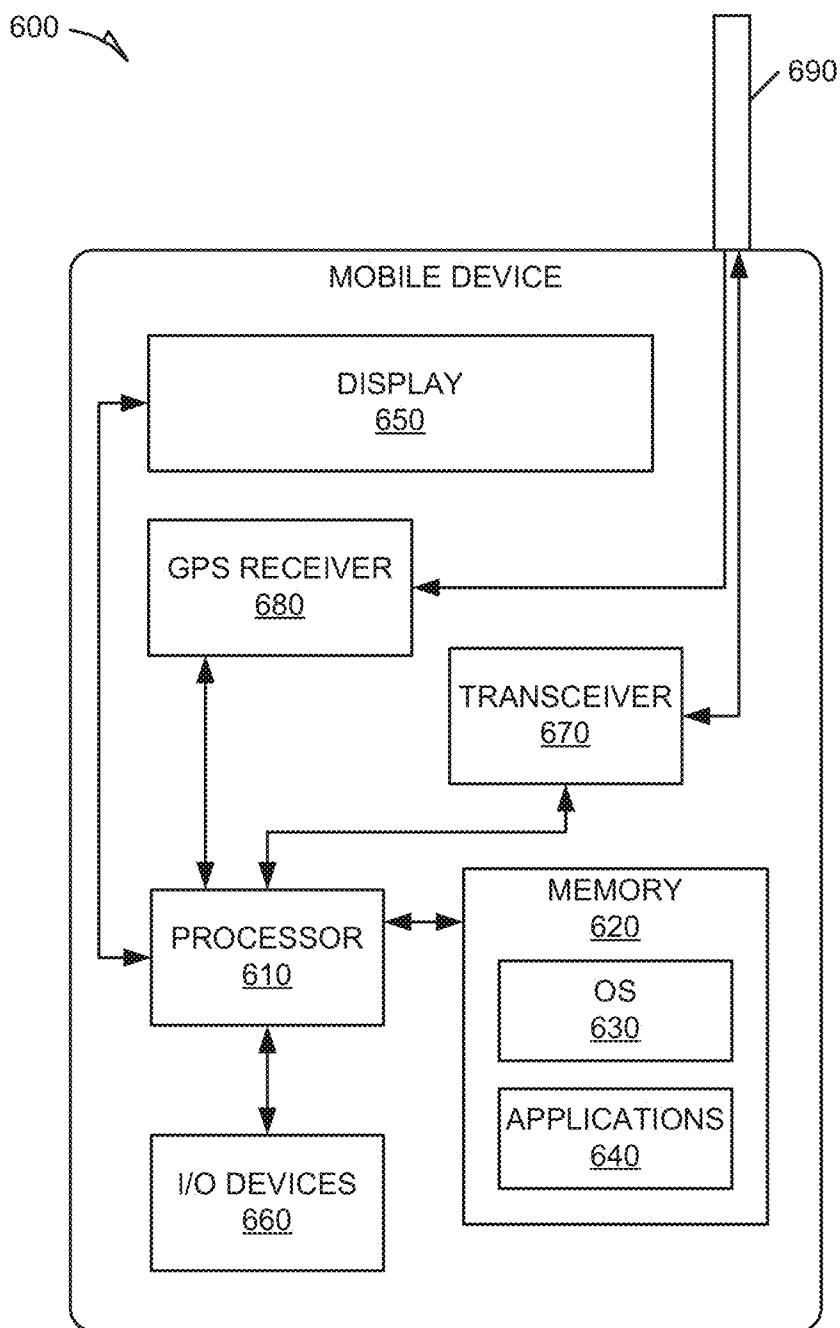 600
690
MOBILE DEVICE
DISPLAY
650
GPS RECEIVER
680
TRANSCEIVER
670
PROCESSOR
610
MEMORY
620
OS
630
APPLICATIONS
640
I/O DEVICES
660